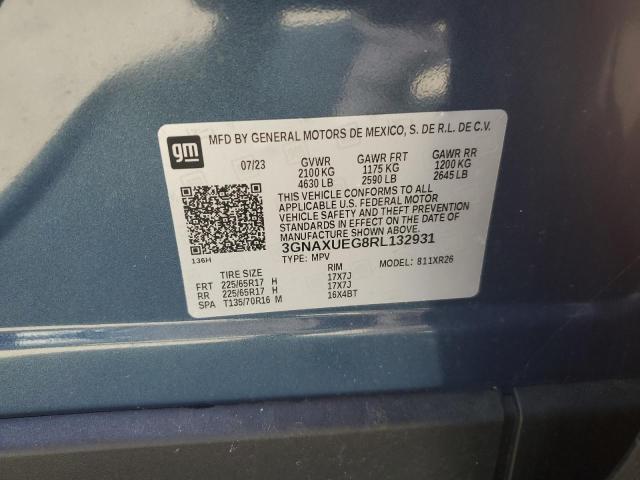 gm
MFD BY GENERAL MOTORS DE MEXICO, S. DE R.L. DE C.V.
07/23 GVWR GAWR FRT GAWR RR
2100 KG 1175 KG 1200 KG
4630 LB 2590 LB 2645 LB
THIS VEHICLE CONFORMS TO ALL
APPLICABLE U.S. FEDERAL MOTOR
VEHICLE SAFETY AND THEFT PREVENTION
STANDARDS IN EFFECT ON THE DATE OF
MANUFACTURE SHOWN ABOVE.
3GNAXUEG8RL132931
136H TYPE: MPV MODEL: 811XR26
TIRE SIZE RIM
FRT 225/65R17 H 17X7J
RR 225/65R17 H 17X7J
SPA T135/70R16 M 16X4BT